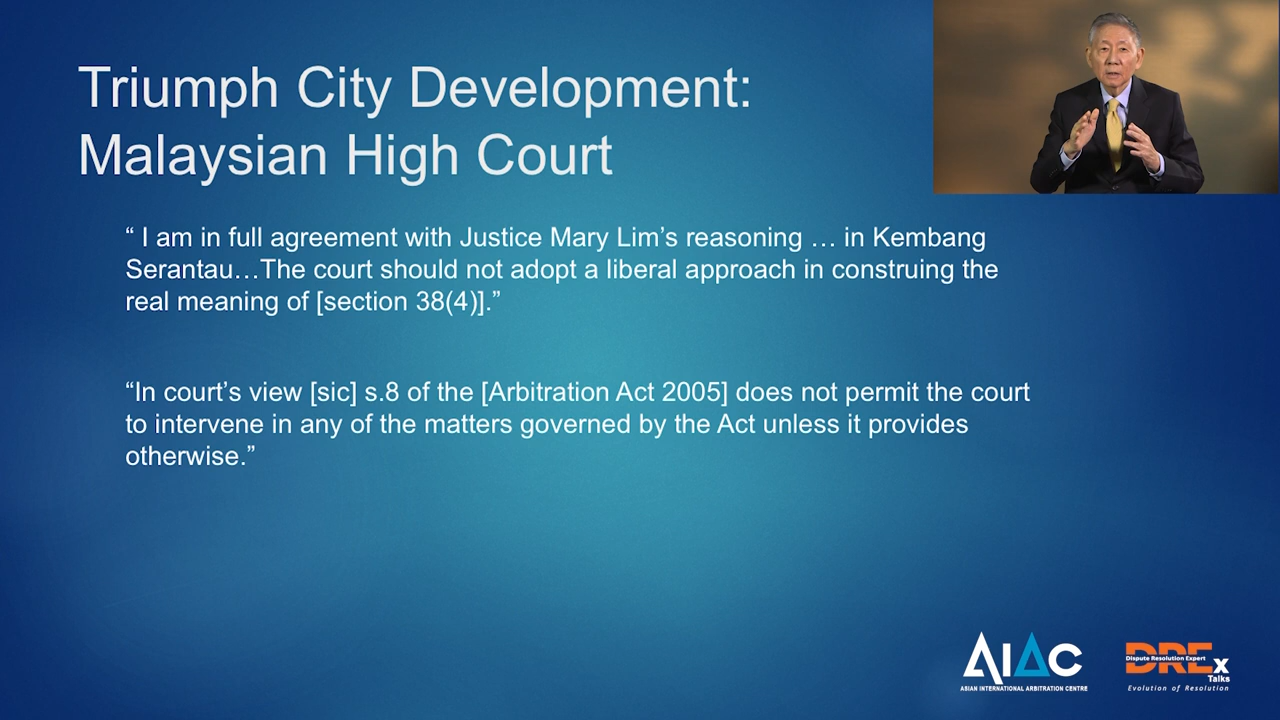 Triumph City Development:
Malaysian High Court
“ I am in full agreement with Justice Mary Lim’s reasoning … in Kembang
Serantau…The court should not adopt a liberal approach in construing the
real meaning of [section 38(4)].”
“In court’s view [sic] s.8 of the [Arbitration Act 2005] does not permit the court
to intervene in any of the matters governed by the Act unless it provides
otherwise.”
AIAC
ASIAN INTERNATIONAL ARBITRATION CENTRE
DREx
Dispute Resolution Expert
Talks
Evolution of Resolution